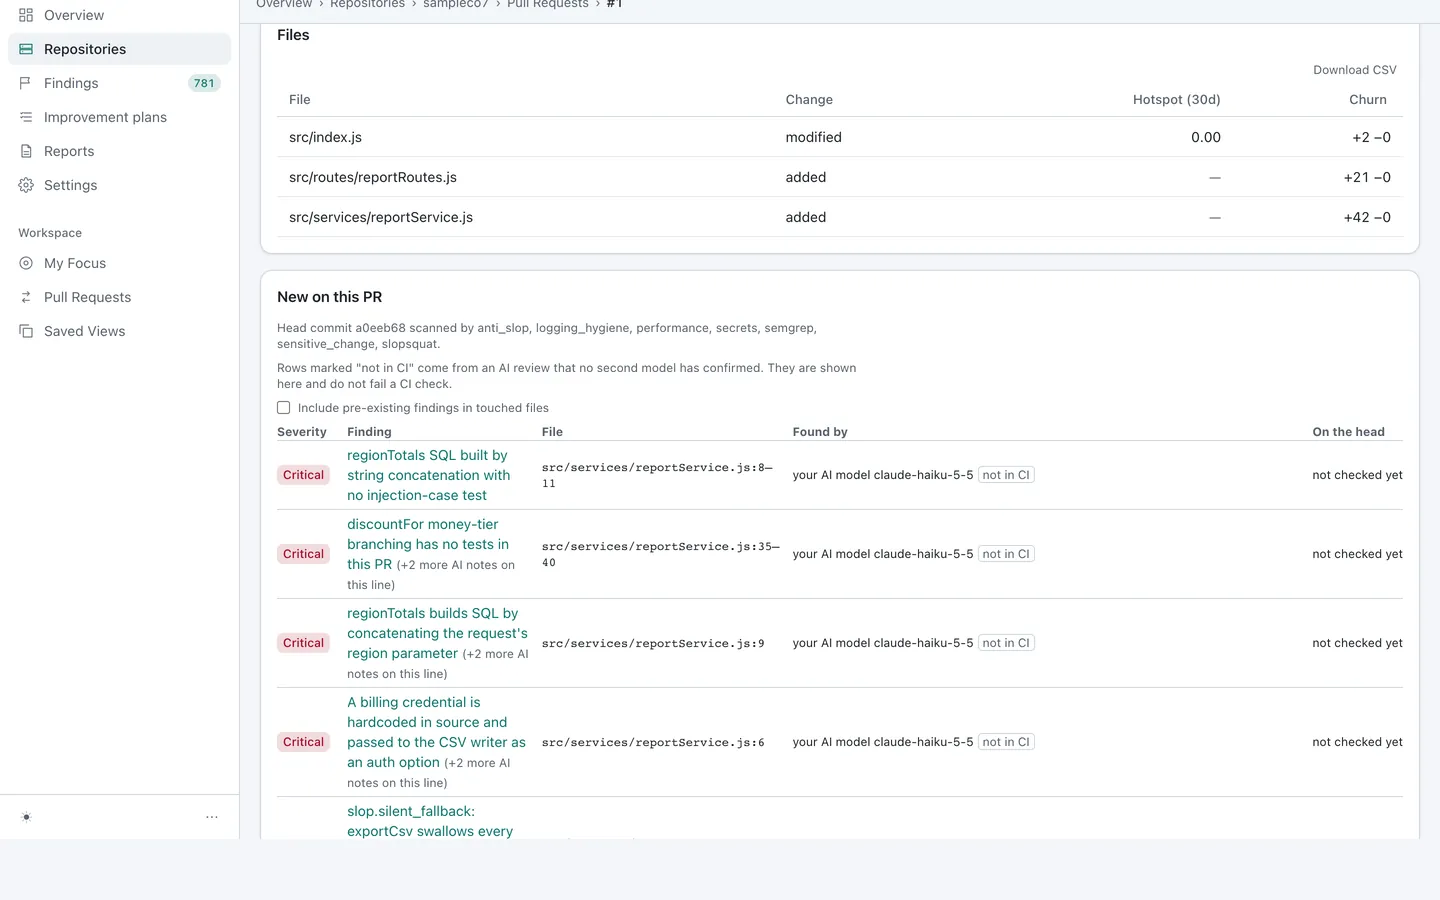 Overview › Repositories › sampleco7 › Pull Requests › #1
Overview
Repositories
Findings 781
Improvement plans
Reports
Settings
Workspace
My Focus
Pull Requests
Saved Views
...
Files
Download CSV
File Change Hotspot (30d) Churn
src/index.js modified 0.00 +2 −0
src/routes/reportRoutes.js added — +21 −0
src/services/reportService.js added — +42 −0
New on this PR
Head commit a0eeb68 scanned by anti_slop, logging_hygiene, performance, secrets, semgrep,
sensitive_change, slopsquat.
Rows marked "not in CI" come from an AI review that no second model has confirmed. They are shown
here and do not fail a CI check.
Include pre-existing findings in touched files
Severity Finding File Found by On the head
Critical
regionTotals SQL built by
string concatenation with
no injection-case test
src/services/reportService.js:8–
11
your AI model claude-haiku-5-5 not in CI
not checked yet
Critical
discountFor money-tier
branching has no tests in
this PR (+2 more AI notes on
this line)
src/services/reportService.js:35–
40
your AI model claude-haiku-5-5 not in CI
not checked yet
Critical
regionTotals builds SQL by
concatenating the request's
region parameter (+2 more AI
notes on this line)
src/services/reportService.js:9
your AI model claude-haiku-5-5 not in CI
not checked yet
Critical
A billing credential is
hardcoded in source and
passed to the CSV writer as
an auth option (+2 more AI
notes on this line)
src/services/reportService.js:6
your AI model claude-haiku-5-5 not in CI
not checked yet
slop.silent_fallback:
exportCsv swallows every